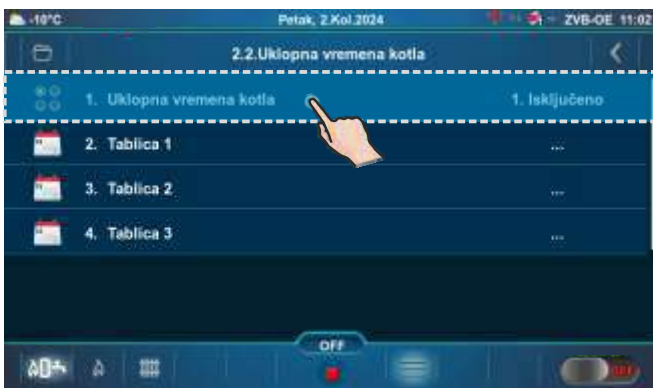 -10°C Petak, 2.Kol.2024 ZVB-OE 11:02
2.2.Uklopna vremena kotla
1. Uklopna vremena kotla 1. Isključeno
2. Tablica 1 ...
3. Tablica 2 ...
4. Tablica 3 ...
OFF
OFF